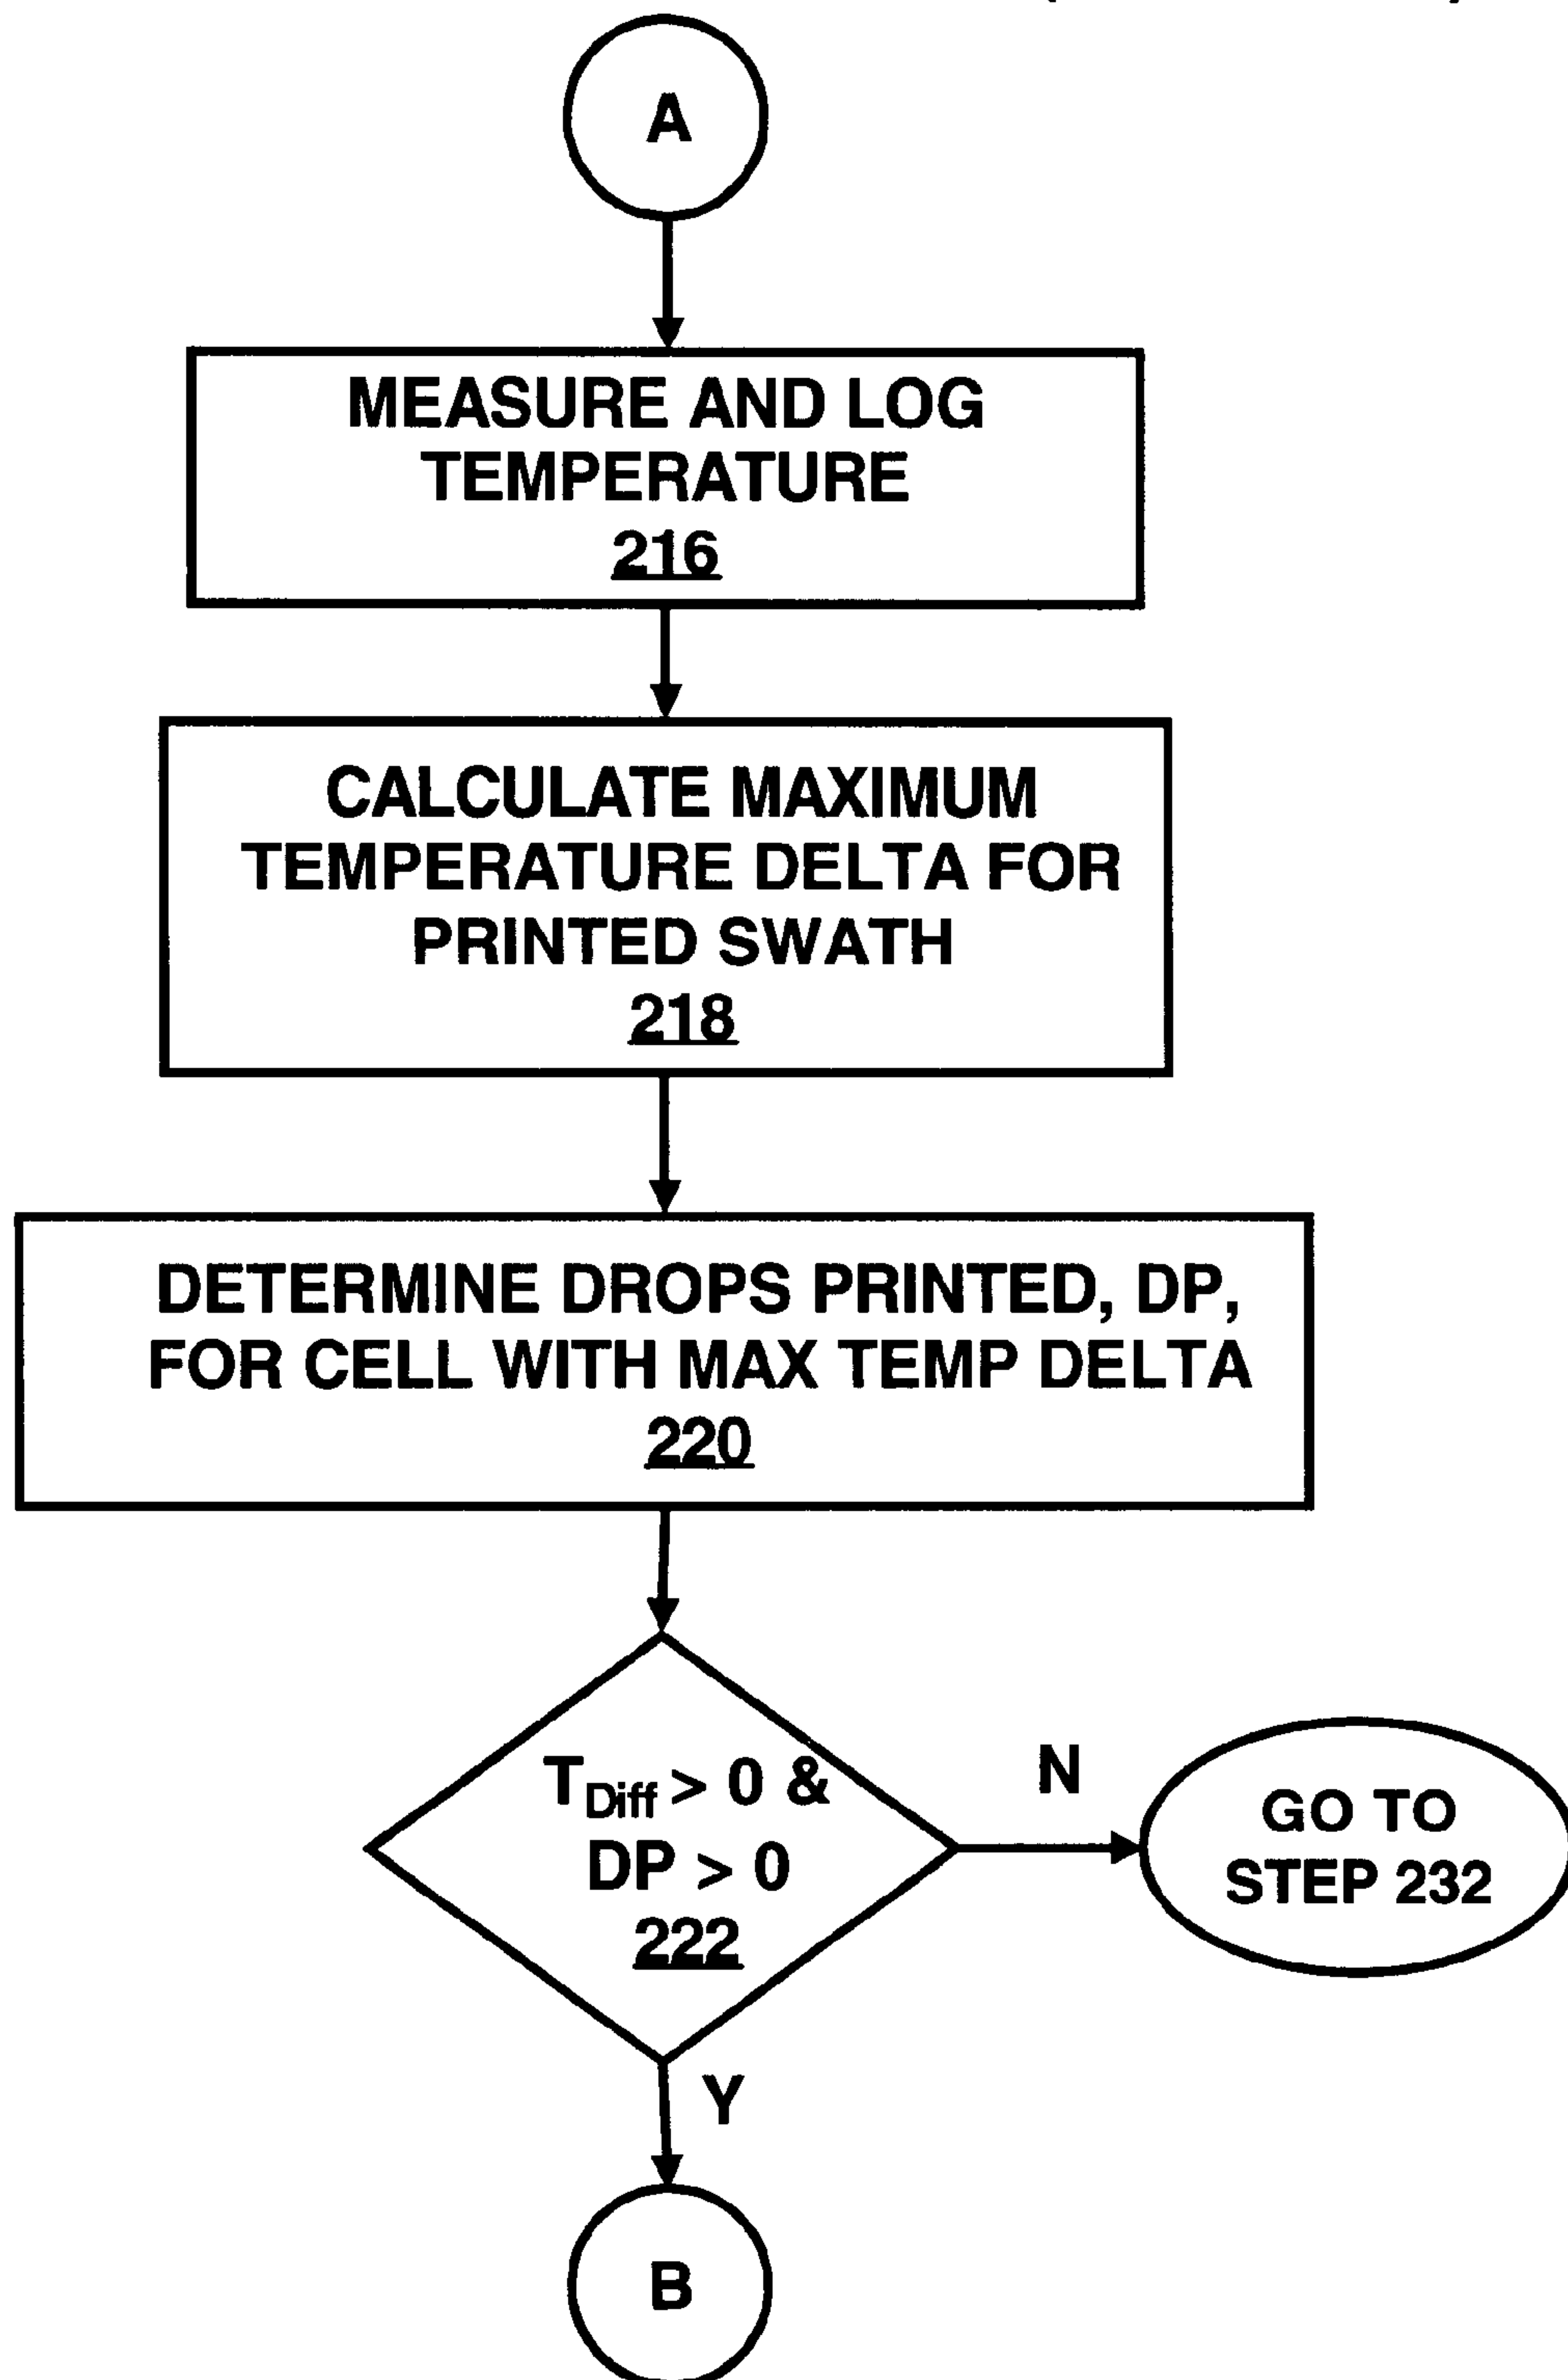 A
MEASURE AND LOG
TEMPERATURE
216
CALCULATE MAXIMUM
TEMPERATURE DELTA FOR
PRINTED SWATH
218
DETERMINE DROPS PRINTED, DP,
FOR CELL WITH MAX TEMP DELTA
220
T_Diff > 0 &
DP > 0
222
N
GO TO
STEP 232
Y
B